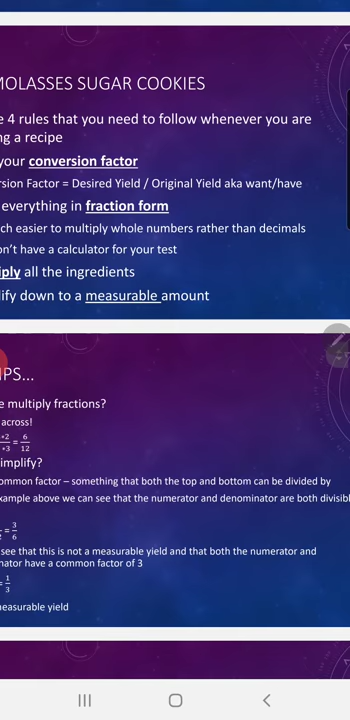 MOLASSES SUGAR COOKIES
e 4 rules that you need to follow whenever you are
ng a recipe
your conversion factor
rsion Factor = Desired Yield / Original Yield aka want/have
everything in fraction form
ch easier to multiply whole numbers rather than decimals
on't have a calculator for your test
iply all the ingredients
lify down to a measurable amount
IPS...
e multiply fractions?
across!
*2/*3 = 6/12
implify?
ommon factor – something that both the top and bottom can be divided by
xample above we can see that the numerator and denominator are both divisibl
= 3/6
see that this is not a measurable yield and that both the numerator and
nator have a common factor of 3
= 1/3
neasurable yield